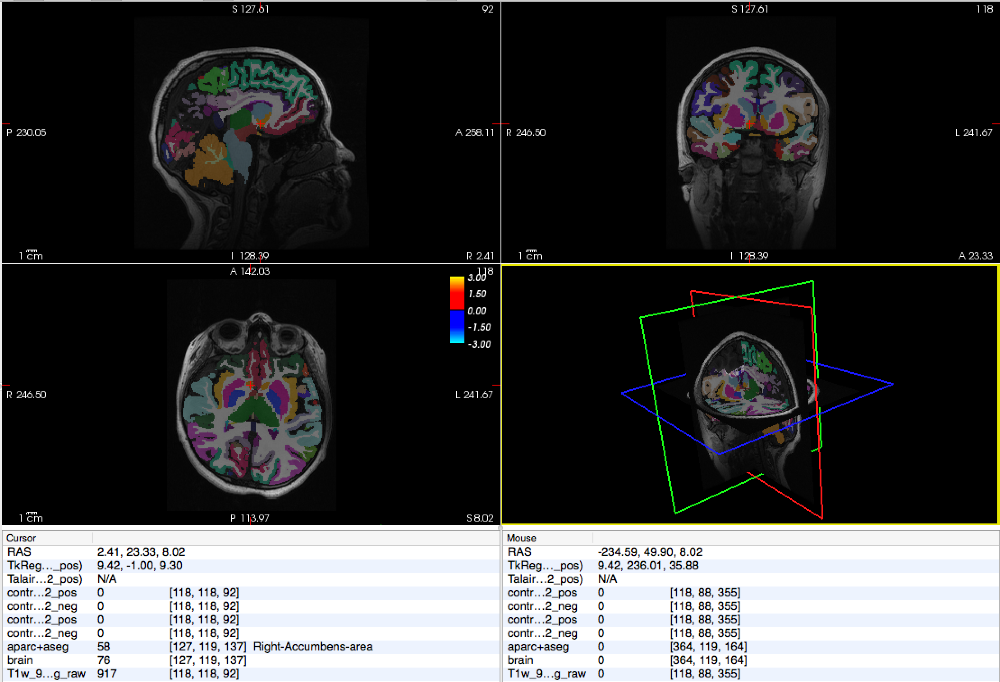 S 127.61
92
P 230.05
A 258.11
1 cm
I 128.39
R 2.41
S 127.61
118
R 246.50
L 241.67
1 cm
I 128.39
A 23.33
A 142.03
118
3.00
1.50
0.00
-1.50
-3.00
R 246.50
L 241.67
1 cm
P 113.97
S 8.02
Cursor
RAS 2.41, 23.33, 8.02
TkReg..._pos) 9.42, -1.00, 9.30
Talair...2_pos) N/A
contr...2_pos 0 [118, 118, 92]
contr...2_neg 0 [118, 118, 92]
contr...2_pos 0 [118, 118, 92]
contr...2_neg 0 [118, 118, 92]
aparc+aseg 58 [127, 119, 137] Right-Accumbens-area
brain 76 [127, 119, 137]
T1w_9...g_raw 917 [118, 118, 92]
Mouse
RAS -234.59, 49.90, 8.02
TkReg..._pos) 9.42, 236.01, 35.88
Talair...2_pos) N/A
contr...2_pos 0 [118, 88, 355]
contr...2_neg 0 [118, 88, 355]
contr...2_pos 0 [118, 88, 355]
contr...2_neg 0 [118, 88, 355]
aparc+aseg 0 [364, 119, 164]
brain 0 [364, 119, 164]
T1w_9...g_raw 0 [118, 88, 355]